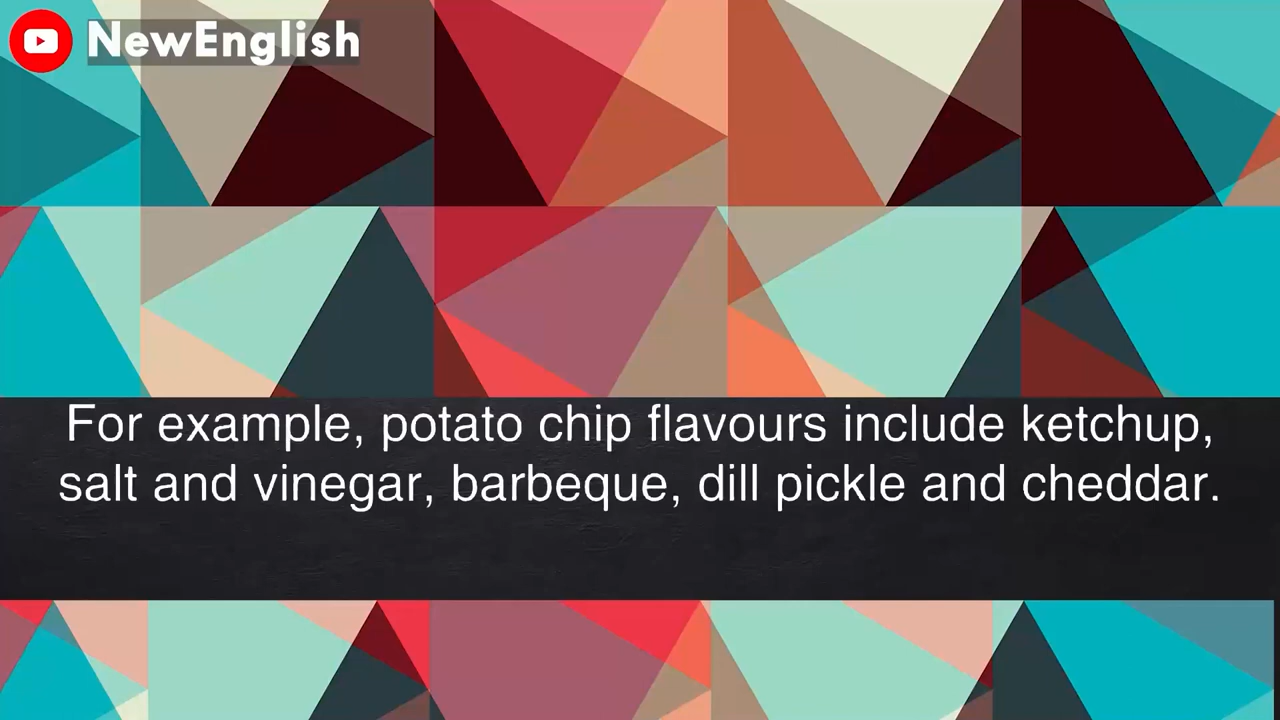 NewEnglish
For example, potato chip flavours include ketchup,
salt and vinegar, barbeque, dill pickle and cheddar.